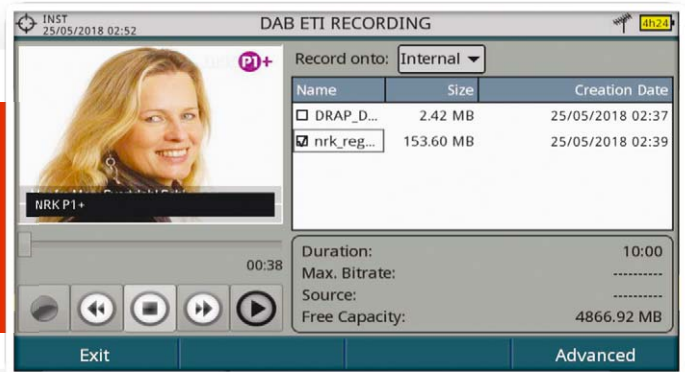 INST
25/05/2018 02:52
DAB ETI RECORDING
4h24
P1+
Record onto: Internal
Name Size Creation Date
DRAP_D... 2.42 MB 25/05/2018 02:37
nrk_reg... 153.60 MB 25/05/2018 02:39
NRK P1+
00:38
Duration: 10:00
Max. Bitrate: ----------
Source: ----------
Free Capacity: 4866.92 MB
Exit Advanced